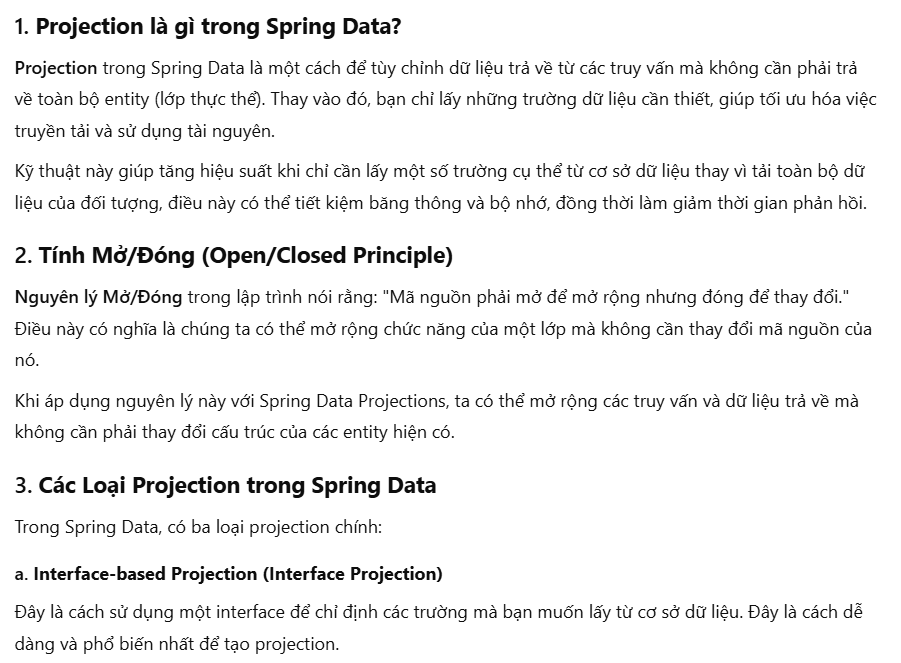 1. Projection là gì trong Spring Data?
Projection trong Spring Data là một cách để tùy chỉnh dữ liệu trả về từ các truy vấn mà không cần phải trả
về toàn bộ entity (lớp thực thể). Thay vào đó, bạn chỉ lấy những trường dữ liệu cần thiết, giúp tối ưu hóa việc
truyền tải và sử dụng tài nguyên.
Kỹ thuật này giúp tăng hiệu suất khi chỉ cần lấy một số trường cụ thể từ cơ sở dữ liệu thay vì tải toàn bộ dữ
liệu của đối tượng, điều này có thể tiết kiệm băng thông và bộ nhớ, đồng thời làm giảm thời gian phản hồi.
2. Tính Mở/Đóng (Open/Closed Principle)
Nguyên lý Mở/Đóng trong lập trình nói rằng: "Mã nguồn phải mở để mở rộng nhưng đóng để thay đổi."
Điều này có nghĩa là chúng ta có thể mở rộng chức năng của một lớp mà không cần thay đổi mã nguồn của
nó.
Khi áp dụng nguyên lý này với Spring Data Projections, ta có thể mở rộng các truy vấn và dữ liệu trả về mà
không cần phải thay đổi cấu trúc của các entity hiện có.
3. Các Loại Projection trong Spring Data
Trong Spring Data, có ba loại projection chính:
a. Interface-based Projection (Interface Projection)
Đây là cách sử dụng một interface để chỉ định các trường mà bạn muốn lấy từ cơ sở dữ liệu. Đây là cách dễ
dàng và phổ biến nhất để tạo projection.